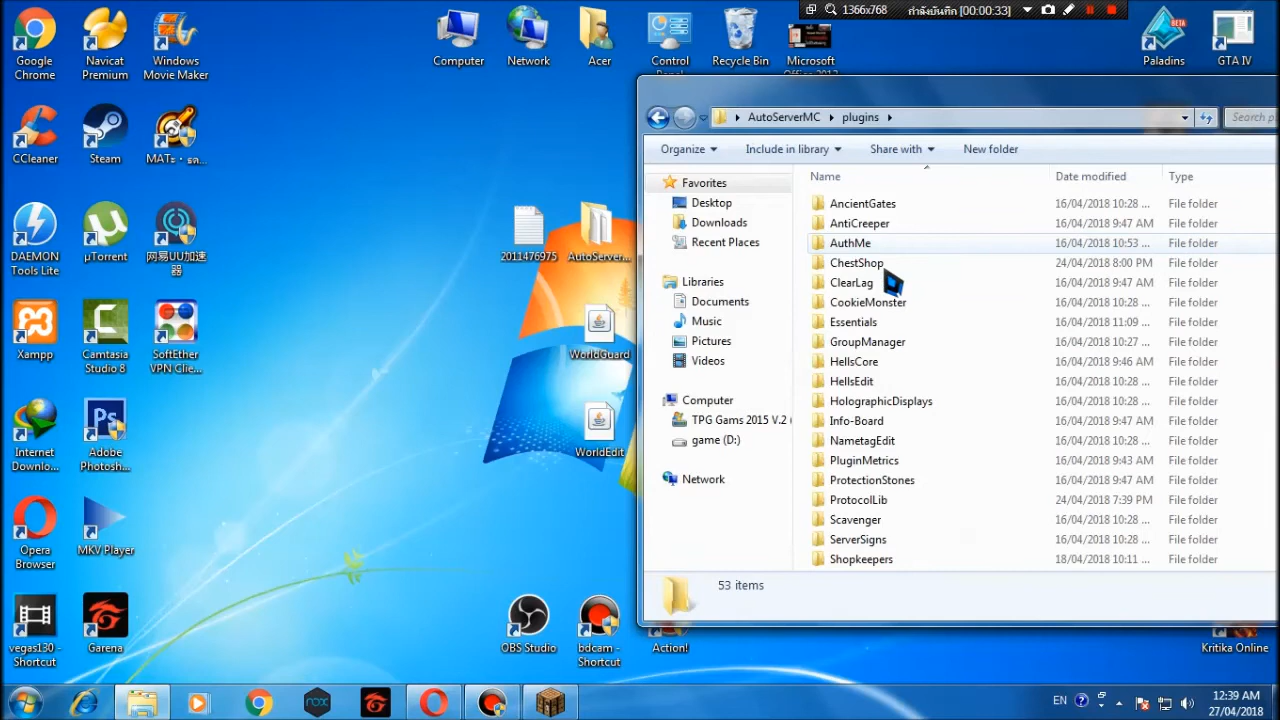 1366x768 กำลังบันทึก [00:00:33]
Google
Chrome
Navicat
Premium
Windows
Movie Maker
Computer
Network
Acer
Control
Recycle Bin
Microsoft
BETA
Paladins
GTA IV
CCleaner
Steam
AutoServerMC
plugins
Organize
Include in library
Share with
New folder
Name
Date modified
Type
Favorites
Desktop
Downloads
Recent Places
Libraries
Documents
Music
Pictures
Videos
Computer
TPG Gams 2015 V.2
game (D:)
Network
AncientGates 16/04/2018 10:28 ... File folder
AntiCreeper 16/04/2018 9:47 AM File folder
AuthMe 16/04/2018 10:53 ... File folder
ChestShop 24/04/2018 8:00 PM File folder
ClearLag 16/04/2018 9:47 AM File folder
CookieMonster 16/04/2018 10:28 ... File folder
Essentials 16/04/2018 11:09 ... File folder
GroupManager 16/04/2018 10:27 ... File folder
HellsCore 16/04/2018 9:46 AM File folder
HellsEdit 16/04/2018 10:28 ... File folder
HolographicDisplays 16/04/2018 10:28 ... File folder
Info-Board 16/04/2018 9:47 AM File folder
NametagEdit 16/04/2018 10:28 ... File folder
PluginMetrics 16/04/2018 9:43 AM File folder
ProtectionStones 16/04/2018 9:47 AM File folder
ProtocolLib 24/04/2018 7:39 PM File folder
Scavenger 16/04/2018 10:28 ... File folder
ServerSigns 16/04/2018 10:28 ... File folder
Shopkeepers 18/04/2018 10:11 ... File folder
53 items
DAEMON
Tools Lite
µTorrent
网易UU加速
器
2011476975
AutoServer...
Xampp
Camtasia
Studio 8
SoftEther
VPN Clie...
WorldGuard
Internet
Downlo...
Ps
Adobe
Photosh...
WorldEdit
Opera
Browser
MKV Player
vegas130 -
Shortcut
Garena
OBS Studio
bdcam -
Shortcut
Action!
Kritika Online
nox
EN
12:39 AM
27/04/2018